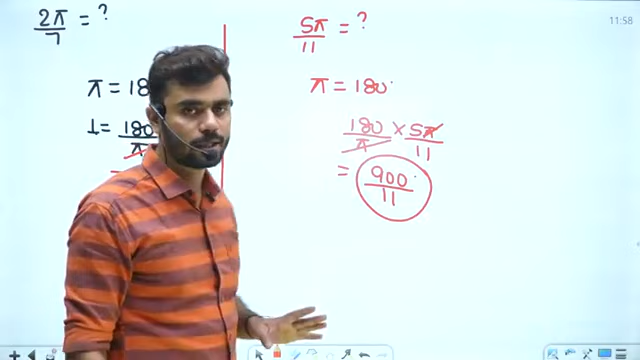 2π/7 = ?
π = 18
1 = 180/π
5π/11 = ?
π = 180°
180/π × 5π/11
= 900°/11
11:58